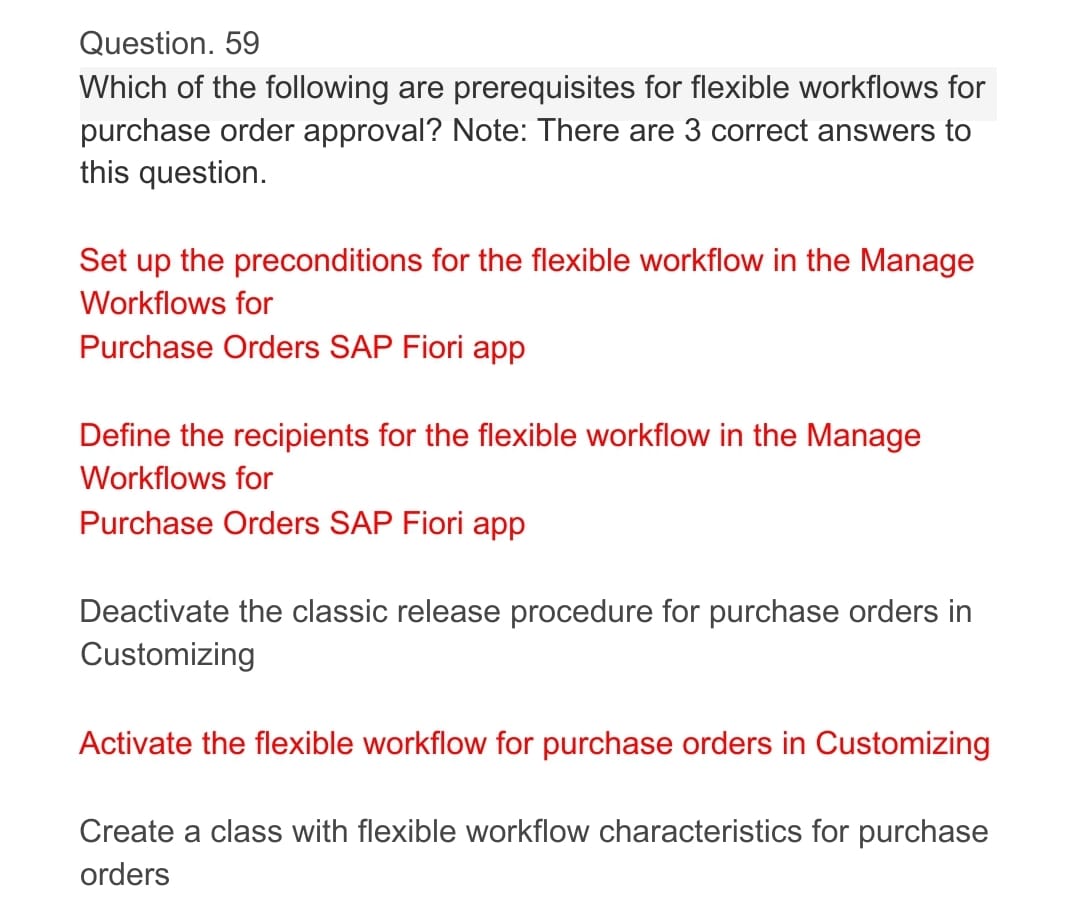 Question. 59
Which of the following are prerequisites for flexible workflows for
purchase order approval? Note: There are 3 correct answers to
this question.
Set up the preconditions for the flexible workflow in the Manage
Workflows for
Purchase Orders SAP Fiori app
Define the recipients for the flexible workflow in the Manage
Workflows for
Purchase Orders SAP Fiori app
Deactivate the classic release procedure for purchase orders in
Customizing
Activate the flexible workflow for purchase orders in Customizing
Create a class with flexible workflow characteristics for purchase
orders